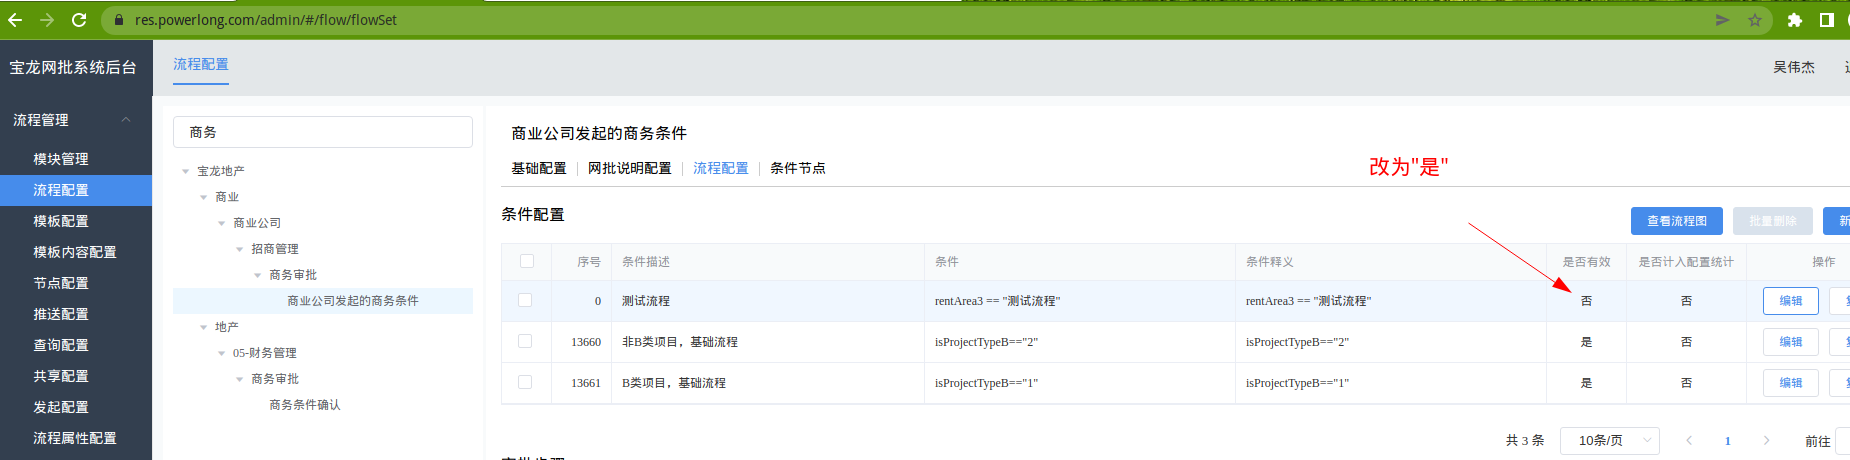 res.powerlong.com/admin/#/flow/flowSet
宝龙网批系统后台
流程配置
吴伟杰
流程管理
模块管理
流程配置
模板配置
模板内容配置
节点配置
推送配置
查询配置
共享配置
发起配置
流程属性配置
商务
宝龙地产
商业
商业公司
招商管理
商务审批
商业公司发起的商务条件
地产
05-财务管理
商务审批
商务条件确认
商业公司发起的商务条件
基础配置 网批说明配置 流程配置 条件节点
改为"是"
条件配置
查看流程图 批量删除 新
序号 条件描述 条件 条件释义 是否有效 是否计入配置统计 操作
0 测试流程 rentArea3 == "测试流程" rentArea3 == "测试流程" 否 否 编辑
13660 非B类项目，基础流程 isProjectTypeB=="2" isProjectTypeB=="2" 是 否 编辑
13661 B类项目，基础流程 isProjectTypeB=="1" isProjectTypeB=="1" 是 否 编辑
共 3 条 10条/页 1 前往